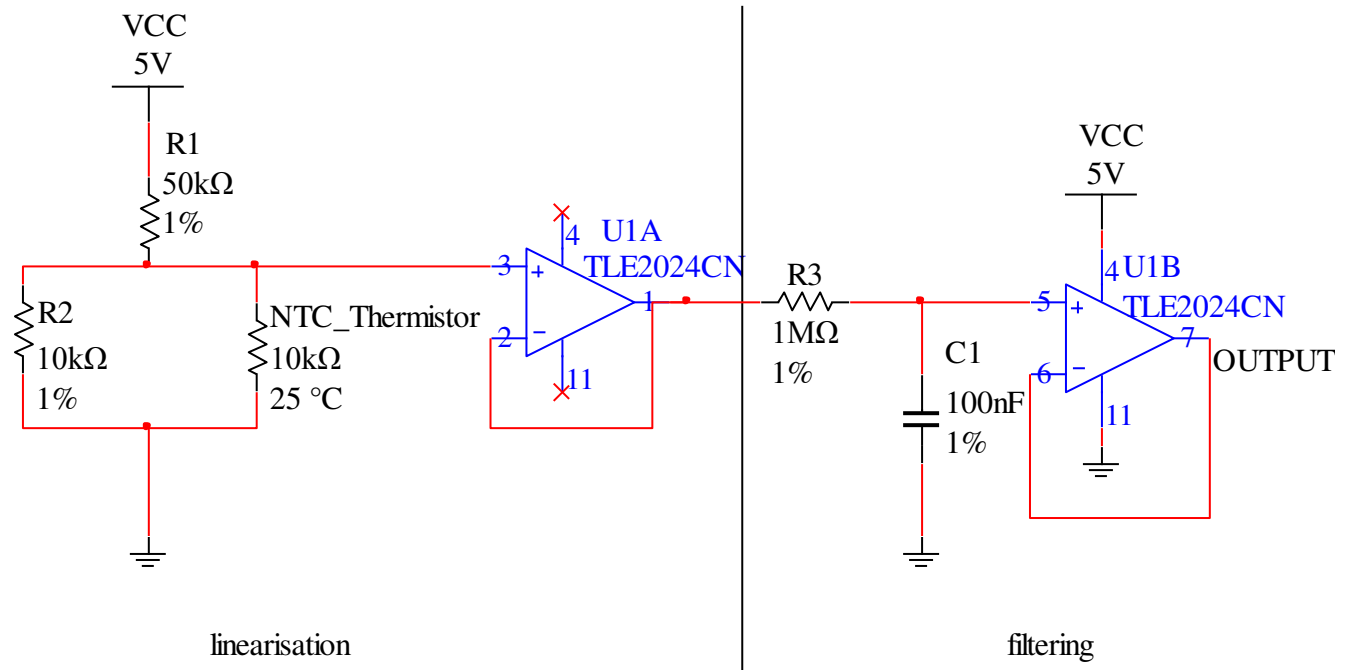 VCC
5V
R1
50kΩ
1%
R2
10kΩ
1%
NTC_Thermistor
10kΩ
25 °C
3
2
4
11
1
U1A
TLE2024CN
R3
1MΩ
1%
C1
100nF
1%
VCC
5V
5
6
4
11
7
U1B
TLE2024CN
OUTPUT
+
−
+
−
linearisation
filtering